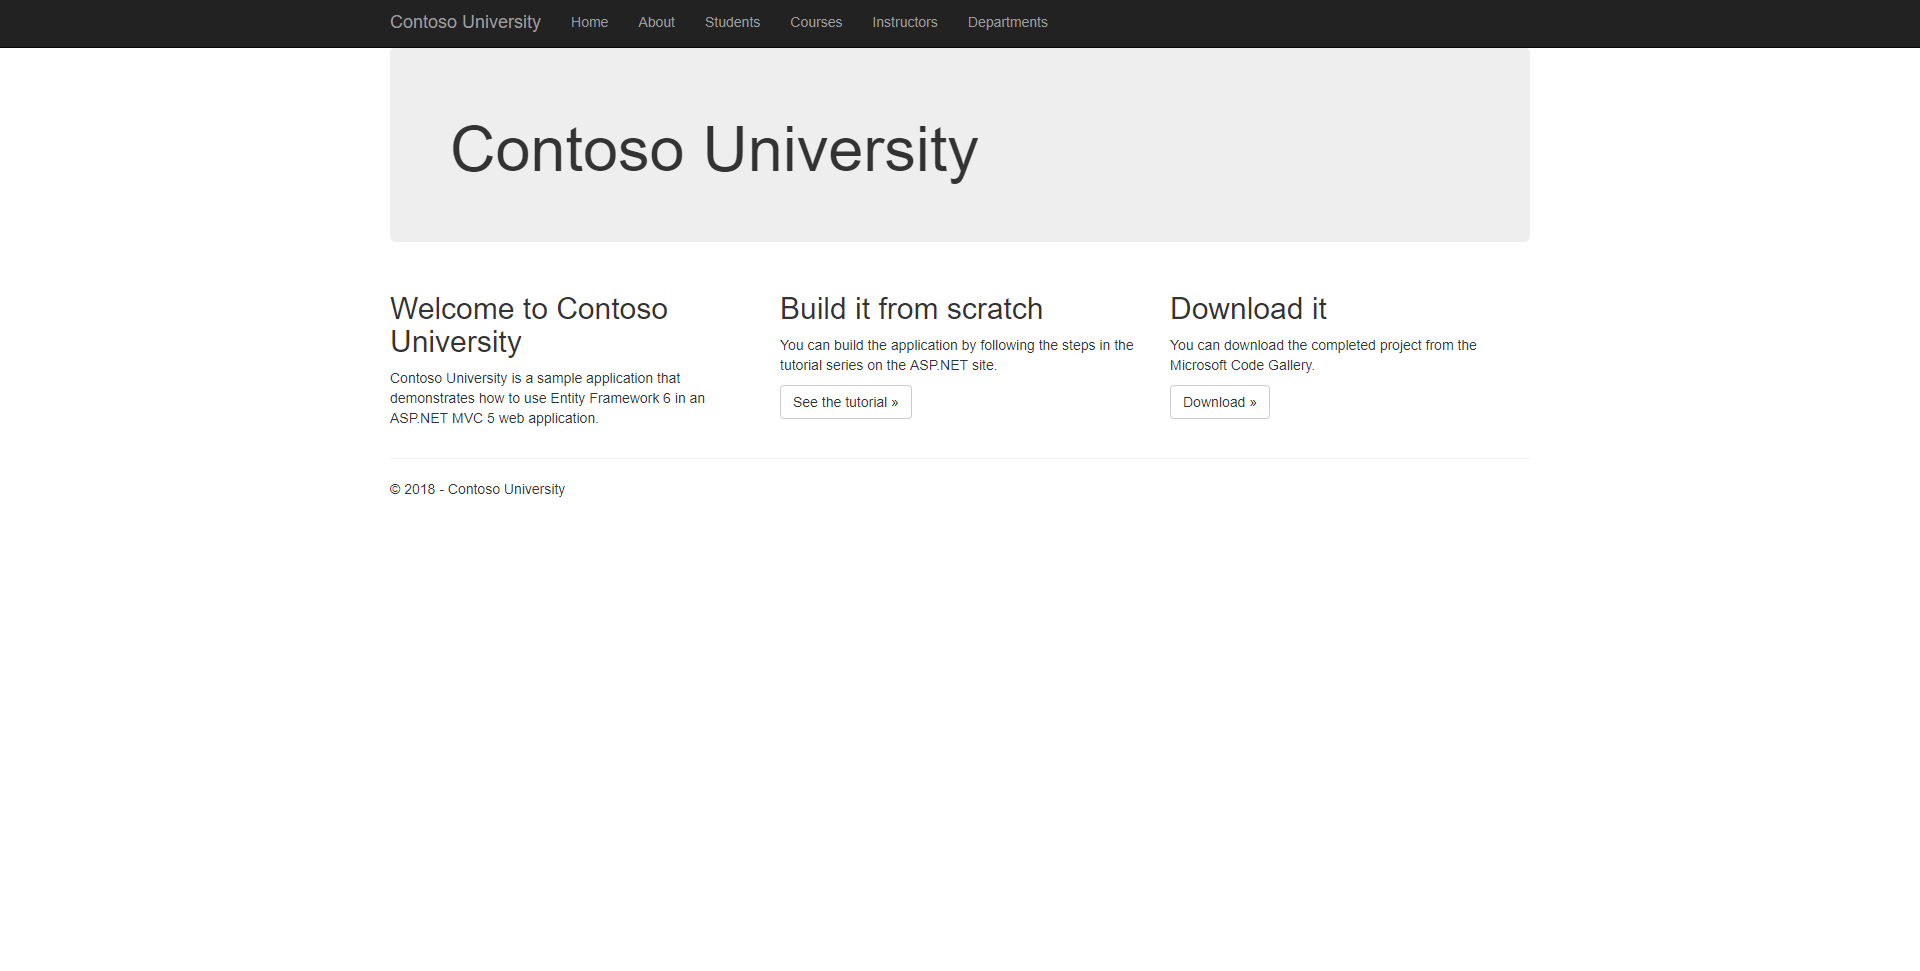 Contoso University Home About Students Courses Instructors Departments
Contoso University
Welcome to Contoso
University
Contoso University is a sample application that
demonstrates how to use Entity Framework 6 in an
ASP.NET MVC 5 web application.
Build it from scratch
You can build the application by following the steps in the
tutorial series on the ASP.NET site.
See the tutorial »
Download it
You can download the completed project from the
Microsoft Code Gallery.
Download »
© 2018 - Contoso University